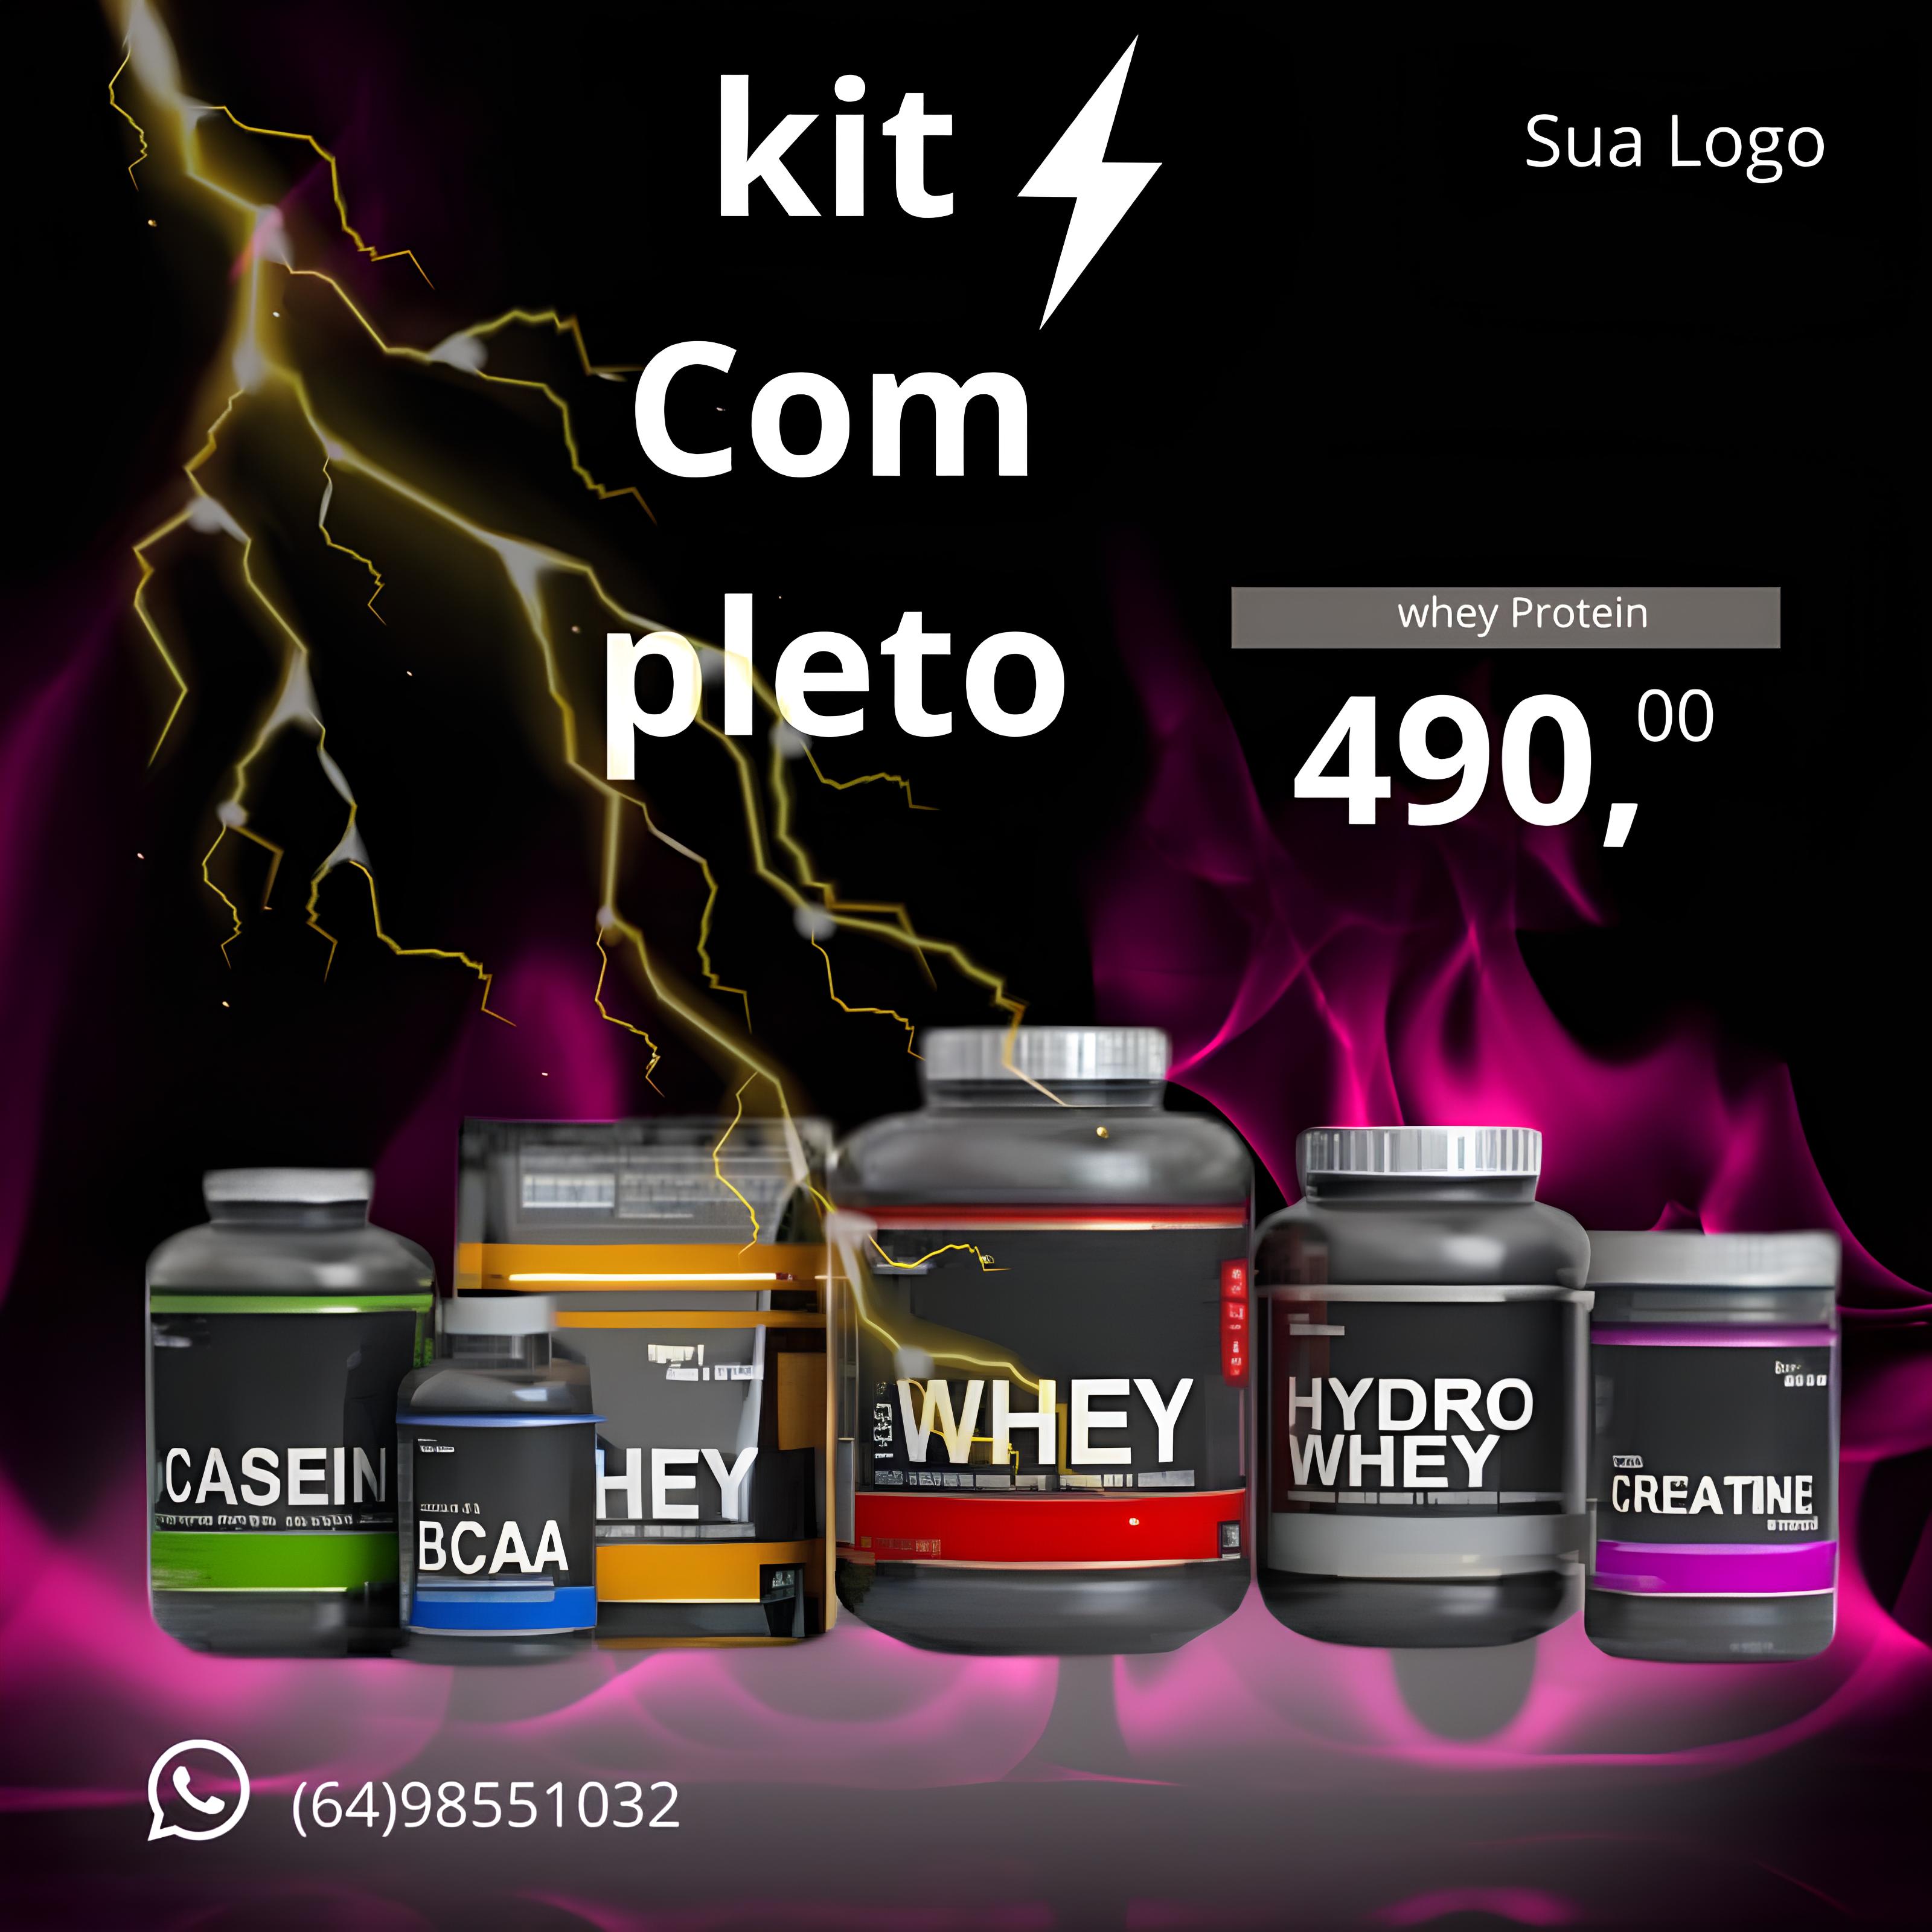 kit
Sua Logo
Com
pleto
whey Protein
490,00
CASEIN
BCAA
HEY
WHEY
HYDRO
WHEY
CREATINE
(64)98551032